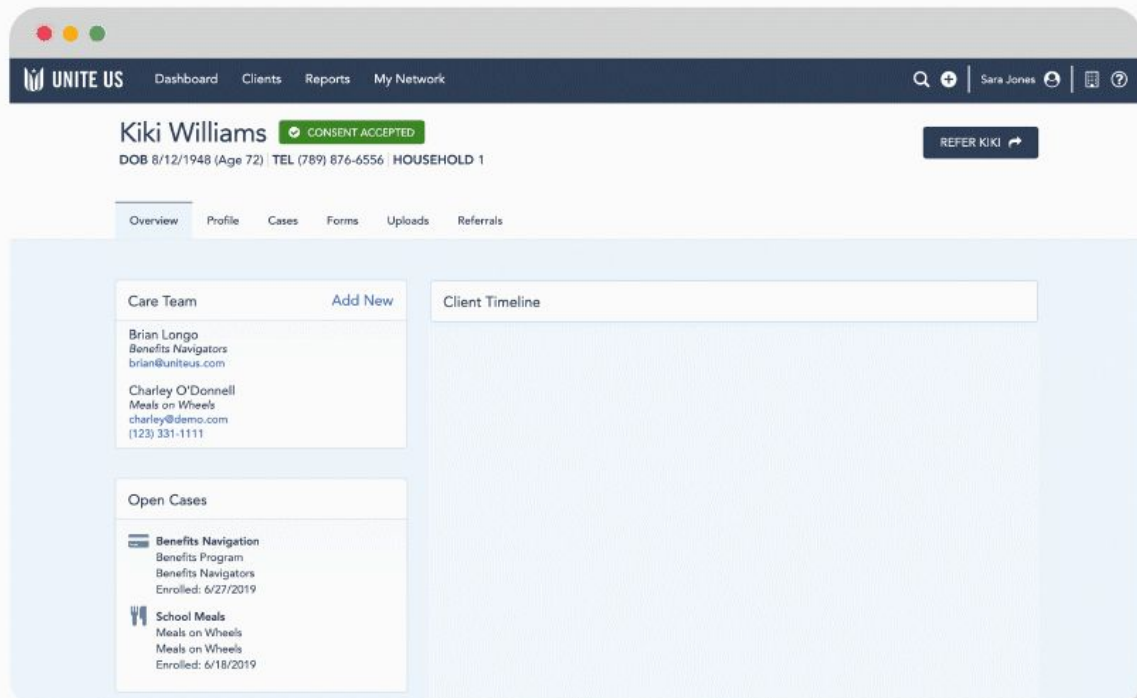 UNITE US Dashboard Clients Reports My Network Sara Jones
Kiki Williams CONSENT ACCEPTED
REFER KIKI
DOB 8/12/1948 (Age 72) TEL (789) 876-6556 HOUSEHOLD 1
Overview Profile Cases Forms Uploads Referrals
Care Team Add New
Brian Longo
Benefits Navigators
brian@uniteus.com
Charley O'Donnell
Meals on Wheels
charley@demo.com
(123) 331-1111
Open Cases
Benefits Navigation
Benefits Program
Benefits Navigators
Enrolled: 6/27/2019
School Meals
Meals on Wheels
Meals on Wheels
Enrolled: 6/18/2019
Client Timeline